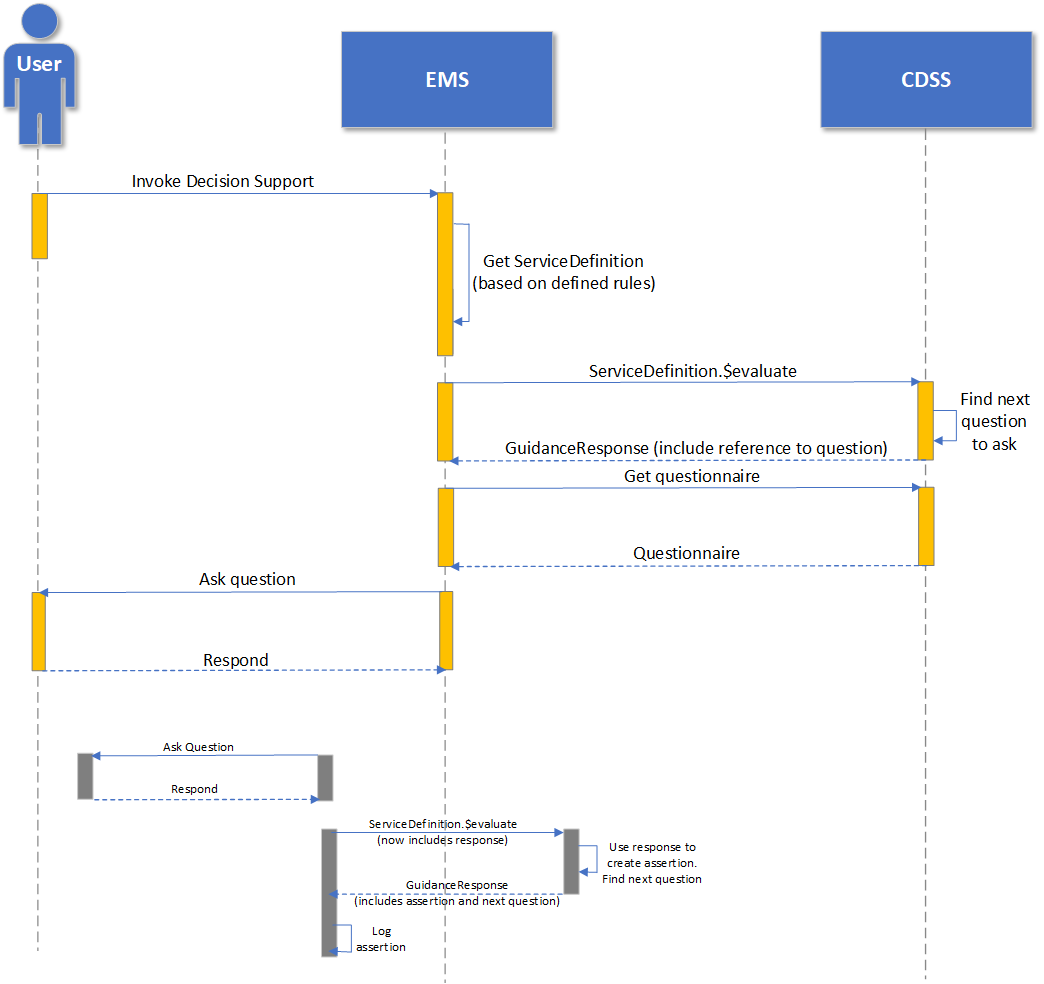 User
EMS
CDSS
Invoke Decision Support
Get ServiceDefinition
(based on defined rules)
ServiceDefinition.$evaluate
Find next
question
to ask
GuidanceResponse (include reference to question)
Get questionnaire
Questionnaire
Ask question
Respond
Ask Question
Respond
ServiceDefinition.$evaluate
(now includes response)
Use response to
create assertion.
Find next question
GuidanceResponse
(includes assertion and next question)
Log
assertion